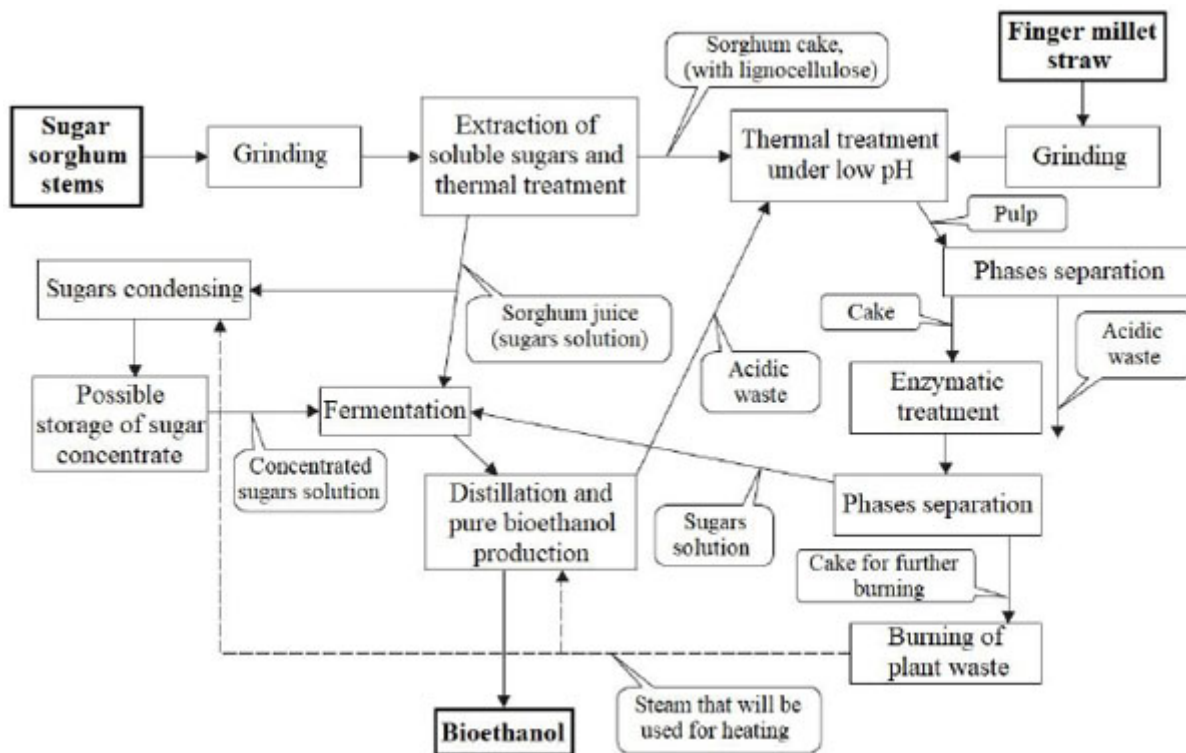 Sorghum cake,
(with lignocellulose)
Finger millet
straw
Sugar
sorghum
stems
Grinding
Extraction of
soluble sugars and
thermal treatment
Thermal treatment
under low pH
Grinding
Pulp
Phases separation
Sugars condensing
Sorghum juice
(sugars solution)
Cake
Acidic
waste
Acidic
waste
Enzymatic
treatment
Possible
storage of sugar
concentrate
Fermentation
Concentrated
sugars solution
Distillation and
pure bioethanol
production
Sugars
solution
Phases separation
Cake for further
burning
Burning of
plant waste
Steam that will be
used for heating
Bioethanol